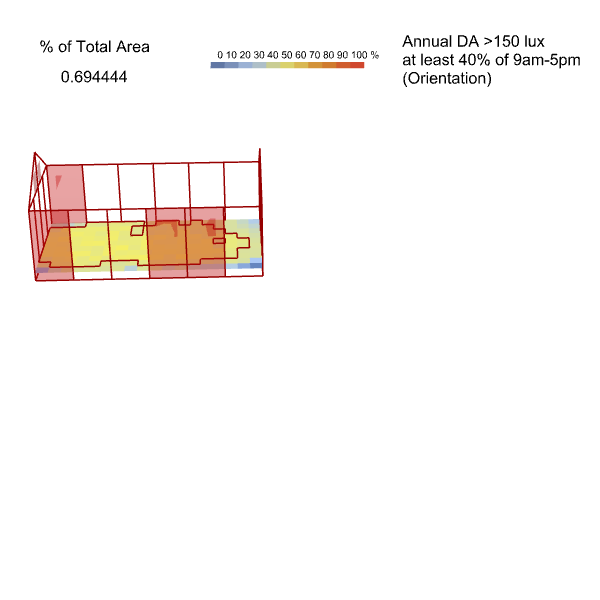 % of Total Area
0.694444
0 10 20 30 40 50 60 70 80 90 100 %
Annual DA >150 lux
at least 40% of 9am-5pm
(Orientation)